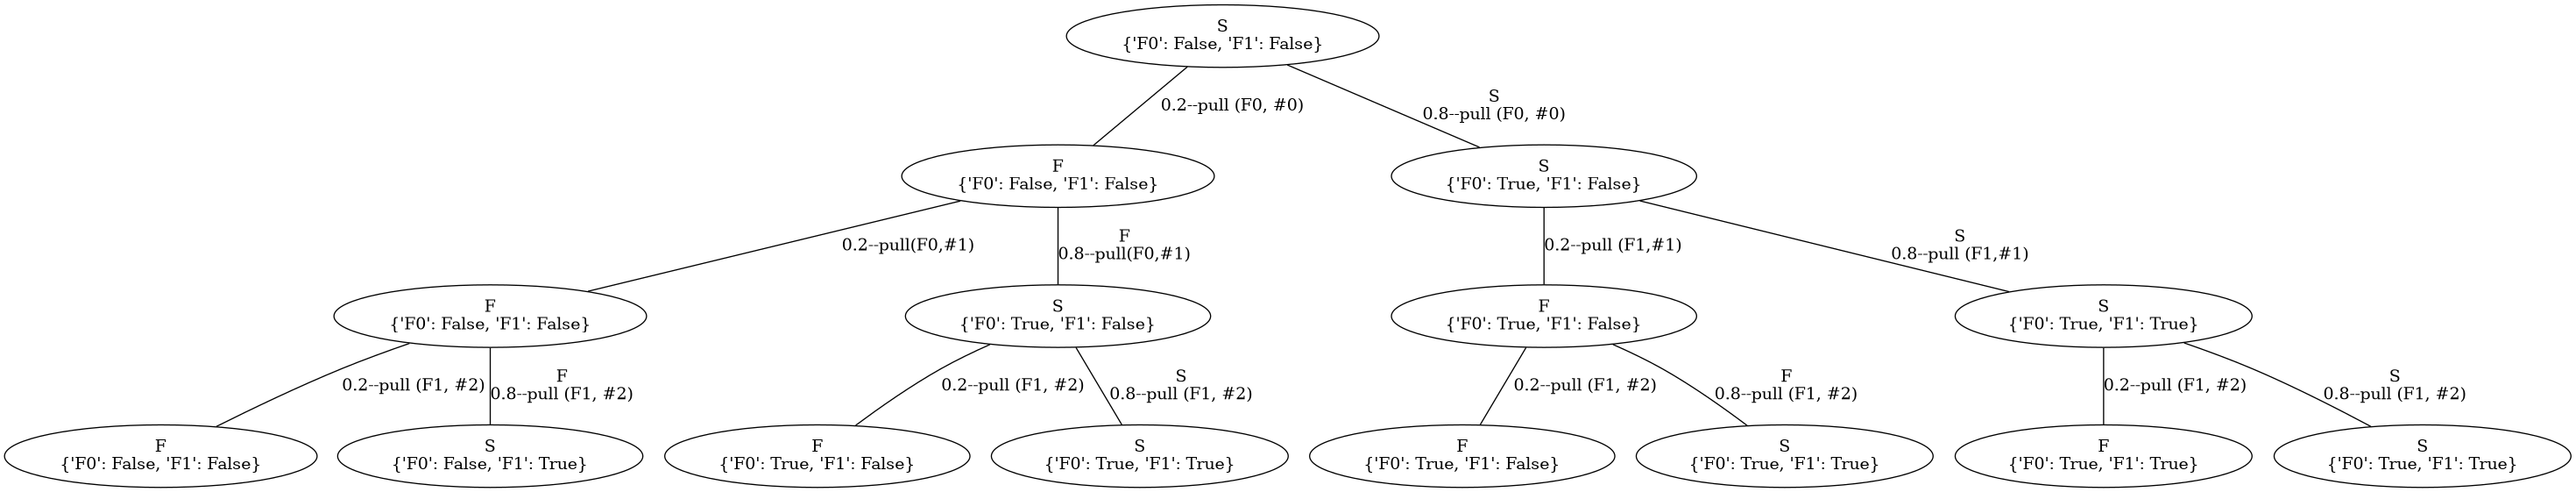 S
{'F0': False, 'F1': False}
0.2--pull (F0, #0)
S
0.8--pull (F0, #0)
F
{'F0': False, 'F1': False}
S
{'F0': True, 'F1': False}
0.2--pull(F0,#1)
F
0.8--pull(F0,#1)
0.2--pull (F1,#1)
S
0.8--pull (F1,#1)
F
{'F0': False, 'F1': False}
S
{'F0': True, 'F1': False}
F
{'F0': True, 'F1': False}
S
{'F0': True, 'F1': True}
0.2--pull (F1, #2)
F
0.8--pull (F1, #2)
0.2--pull (F1, #2)
S
0.8--pull (F1, #2)
0.2--pull (F1, #2)
F
0.8--pull (F1, #2)
0.2--pull (F1, #2)
S
0.8--pull (F1, #2)
F
{'F0': False, 'F1': False}
S
{'F0': False, 'F1': True}
F
{'F0': True, 'F1': False}
S
{'F0': True, 'F1': True}
F
{'F0': True, 'F1': False}
S
{'F0': True, 'F1': True}
F
{'F0': True, 'F1': True}
S
{'F0': True, 'F1': True}